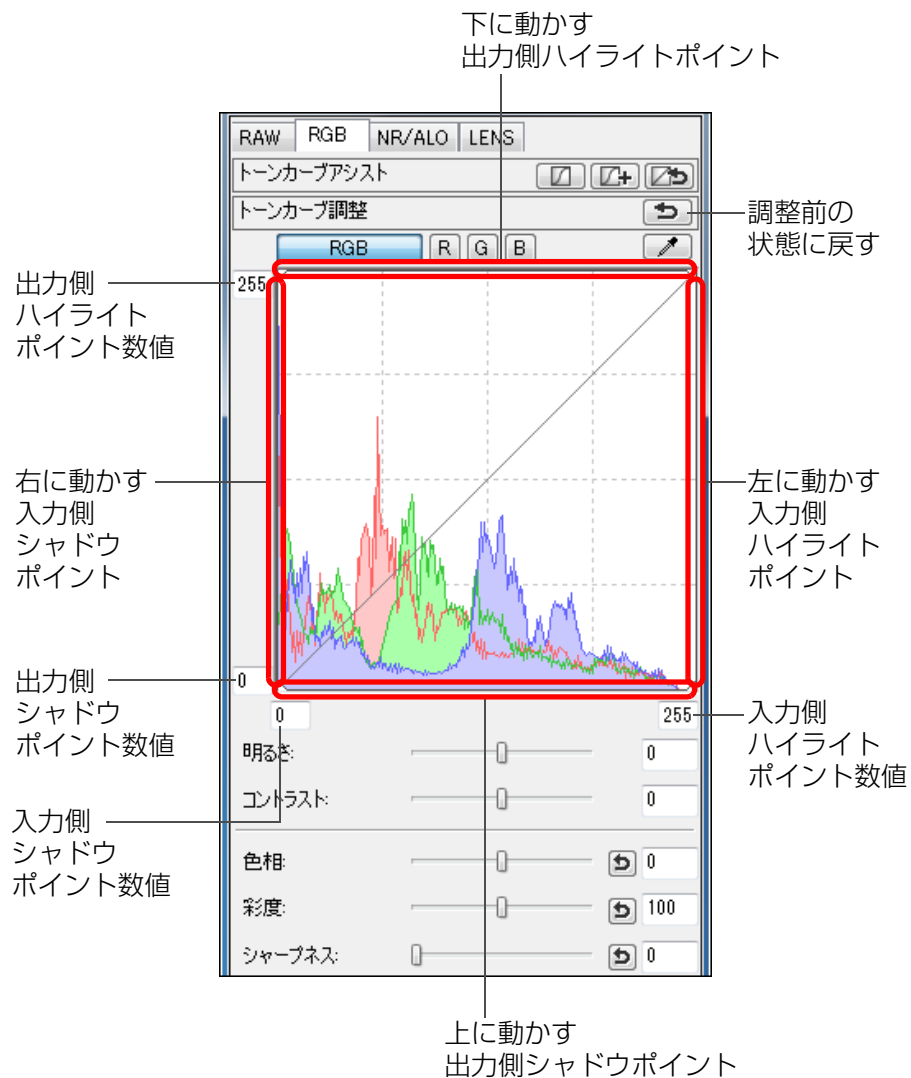 下に動かす
出力側ハイライトポイント
RAW RGB NR/ALO LENS
トーンカーブアシスト
トーンカーブ調整
調整前の
状態に戻す
RGB R G B
出力側
ハイライト
ポイント数値
255
右に動かす
入力側
シャドウ
ポイント
左に動かす
入力側
ハイライト
ポイント
出力側
シャドウ
ポイント数値
0
0 255
入力側
ハイライト
ポイント数値
明るさ: 0
コントラスト: 0
入力側
シャドウ
ポイント数値
色相: 0
彩度: 100
シャープネス: 0
上に動かす
出力側シャドウポイント